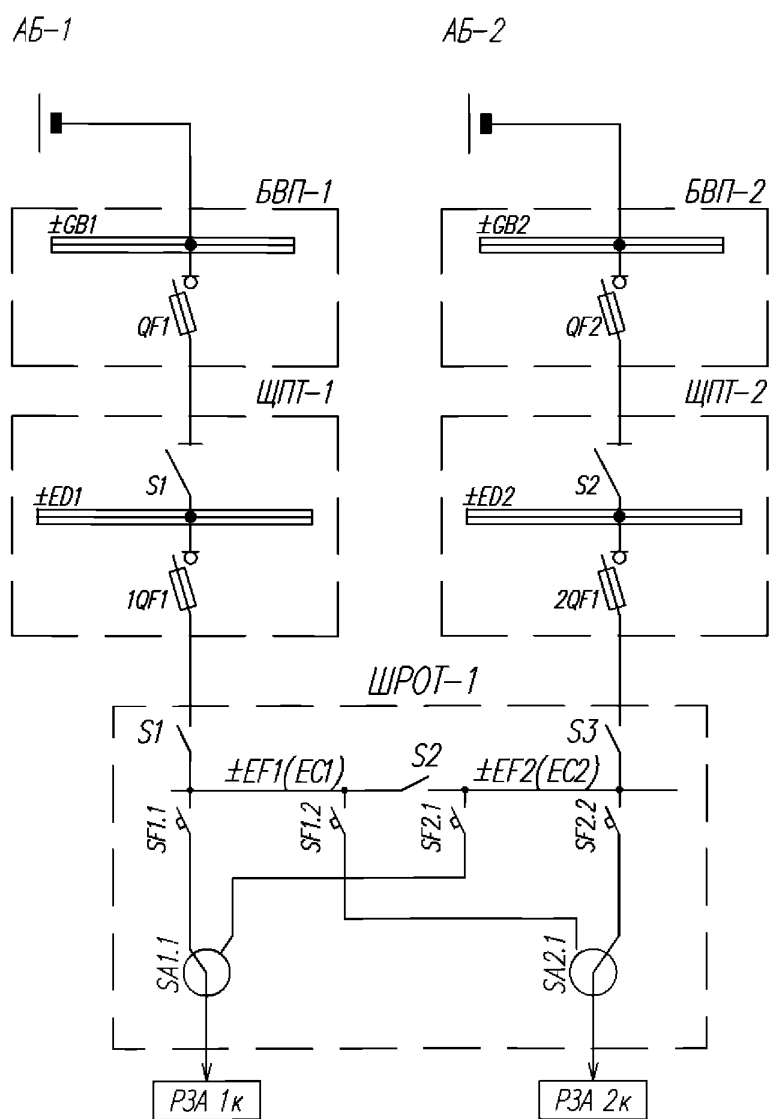 АБ-1
АБ-2
БВП-1
БВП-2
±GB1
±GB2
QF1
QF2
ЩПТ-1
ЩПТ-2
S1
S2
±ED1
±ED2
1QF1
2QF1
ШРОТ-1
S1
S2
S3
±EF1(EC1)
±EF2(EC2)
SF1.1
SF1.2
SF2.1
SF2.2
SA1.1
SA2.1
РЗА 1к
РЗА 2к